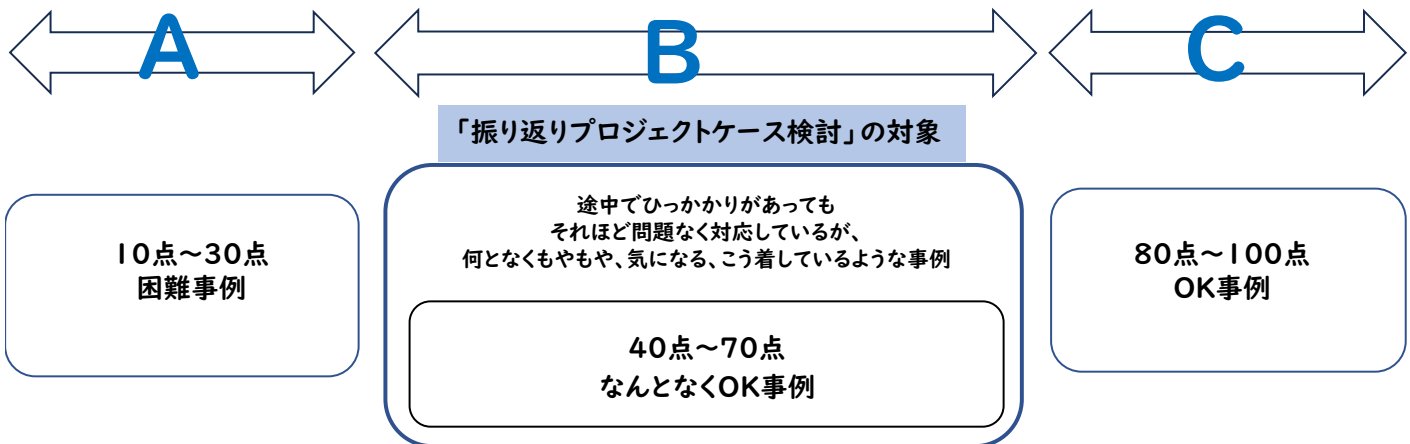 A
B
C
「振り返りプロジェクトケース検討」の対象
途中でひっかかりがあっても
それほど問題なく対応しているが、
何となくもやもや、気になる、こう着しているような事例
10点～30点
困難事例
40点～70点
なんとなくOK事例
80点～100点
OK事例